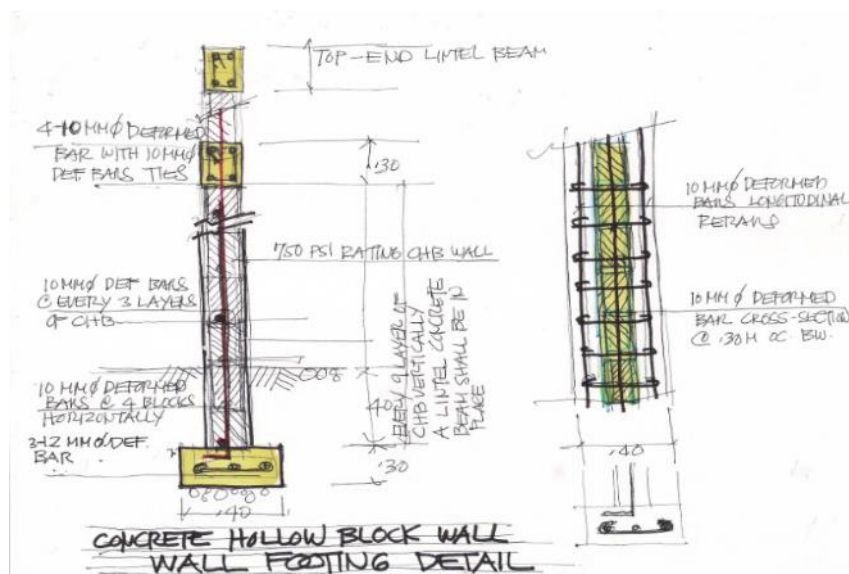 TOP-END LINTEL BEAM
4-10MMØ DEFORMED
BAR WITH 10MMØ
DEF BARS TIES
.30
750 PSI RATING CHB WALL
10MMØ DEF BARS
@ EVERY 3 LAYERS
OF CHB
10 MMØ DEFORMED
BARS @ 4 BLOCKS
HORIZONTALLY
3-12 MMØ DEF.
BAR
EVERY 9 LAYER OF
CHB VERTICALLY
A LINTEL CONCRETE
BEAM SHALL BE IN
PLACE
.40
.30
.40
10 MMØ DEFORMED
BARS LONGITUDINAL
10 MMØ DEFORMED
BAR CROSS-SECTION
@ .30M OC. BW.
.40
CONCRETE HOLLOW BLOCK WALL
WALL FOOTING DETAIL